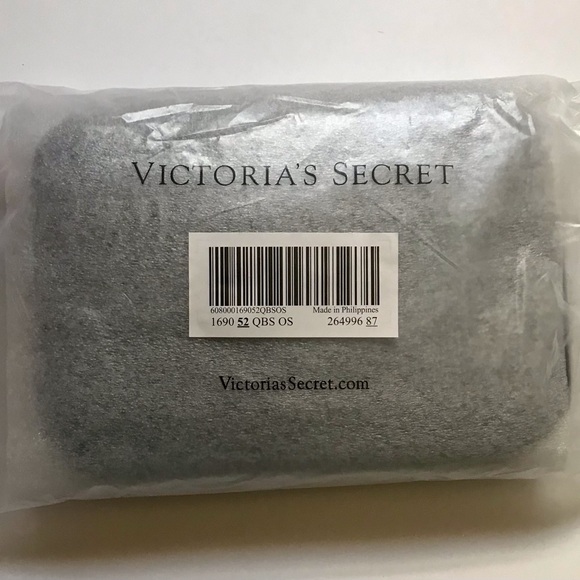 VICTORIA'S SECRET
608000169052QBSOS Made in Philippines
1690 52 QBS OS 264996 87
VictoriasSecret.com